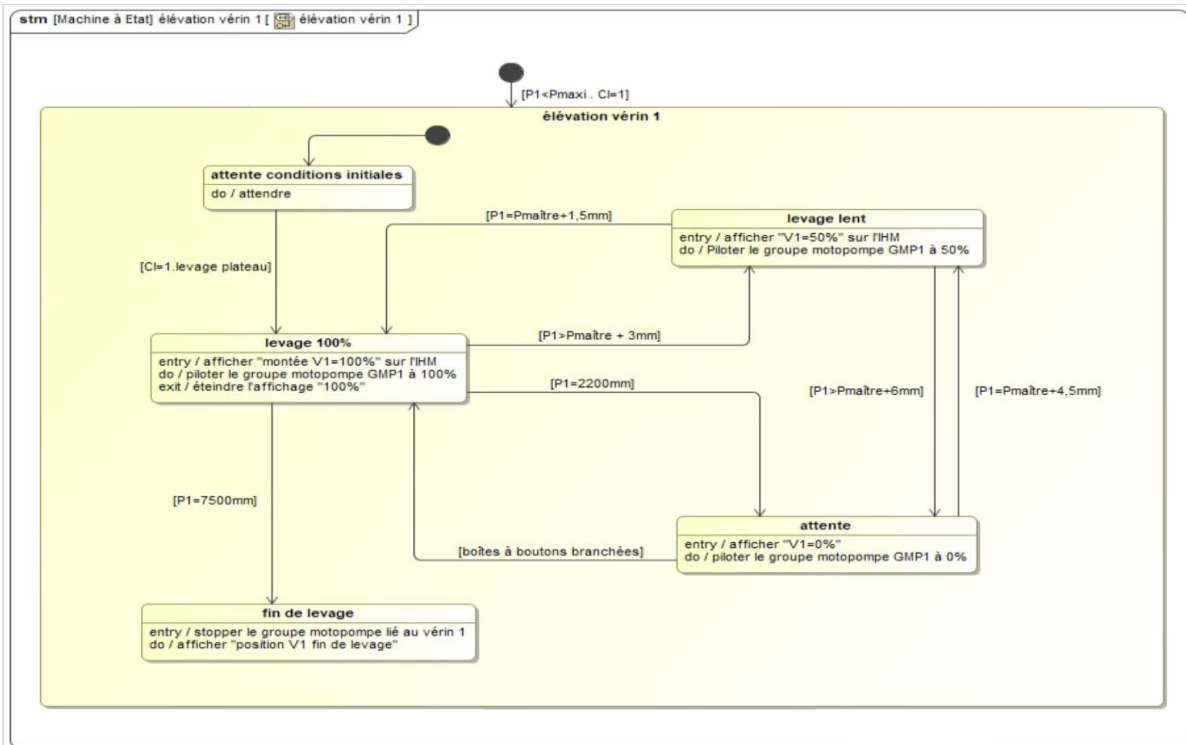 stm [Machine à Etat] élévation vérin 1 [ élévation vérin 1 ]
[P1<Pmaxi . CI=1]
élévation vérin 1
attente conditions initiales
do / attendre
[P1=Pmaître+1,5mm]
levage lent
entry / afficher "V1=50%" sur l'IHM
do / Piloter le groupe motopompe GMP1 à 50%
[CI=1.levage plateau]
levage 100%
entry / afficher "montée V1=100%" sur l'IHM
do / piloter le groupe motopompe GMP1 à 100%
exit / éteindre l'affichage "100%"
[P1>Pmaître + 3mm]
[P1=2200mm]
[P1>Pmaître+6mm]
[P1=Pmaître+4,5mm]
[P1=7500mm]
attente
entry / afficher "V1=0%"
do / piloter le groupe motopompe GMP1 à 0%
[boîtes à boutons branchées]
fin de levage
entry / stopper le groupe motopompe lié au vérin 1
do / afficher "position V1 fin de levage"